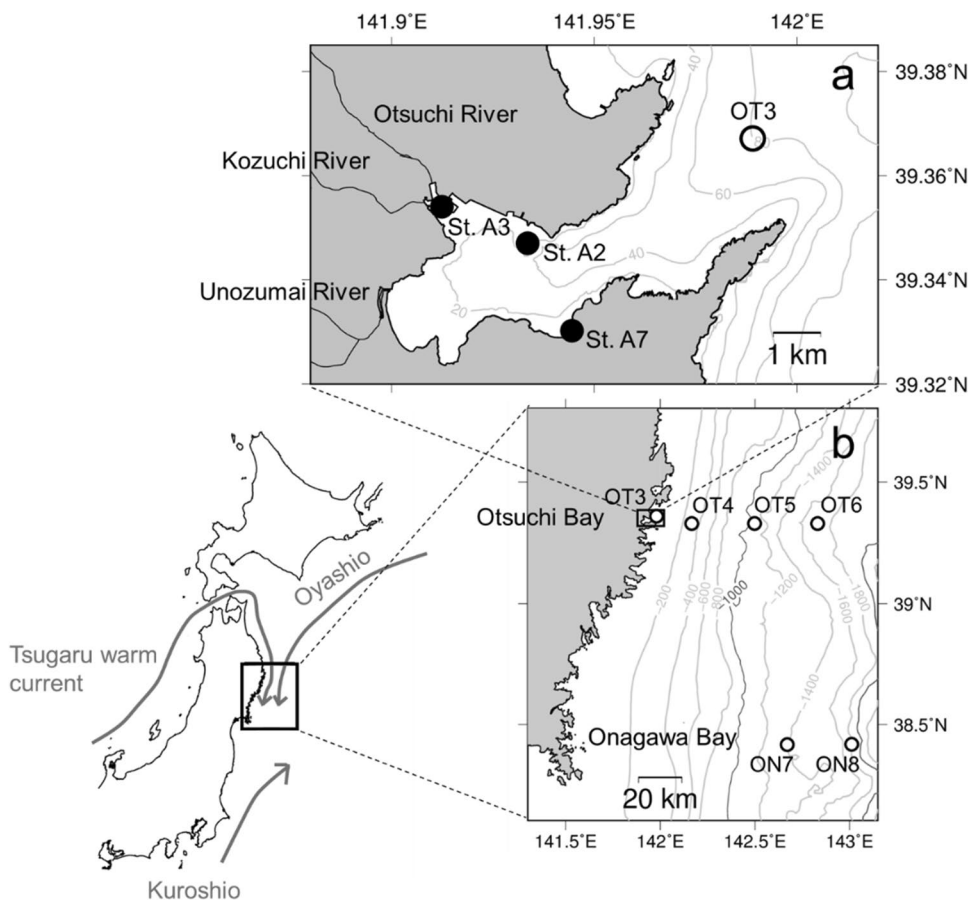 141.9˚E
141.95˚E
142˚E
a
40
39.38˚N
Otsuchi River
OT3
80
Kozuchi River
39.36˚N
60
St. A3
St. A2
40
39.34˚N
Unozumai River
20
St. A7
1 km
39.32˚N
b
-1400
39.5˚N
OT3
OT4
OT5
OT6
Otsuchi Bay
Oyashio
-200
-400
-600
-800
-1000
-1200
-1600
-1800
39˚N
Tsugaru warm
current
-1400
38.5˚N
Onagawa Bay
ON7
ON8
20 km
141.5˚E
142˚E
142.5˚E
143˚E
Kuroshio